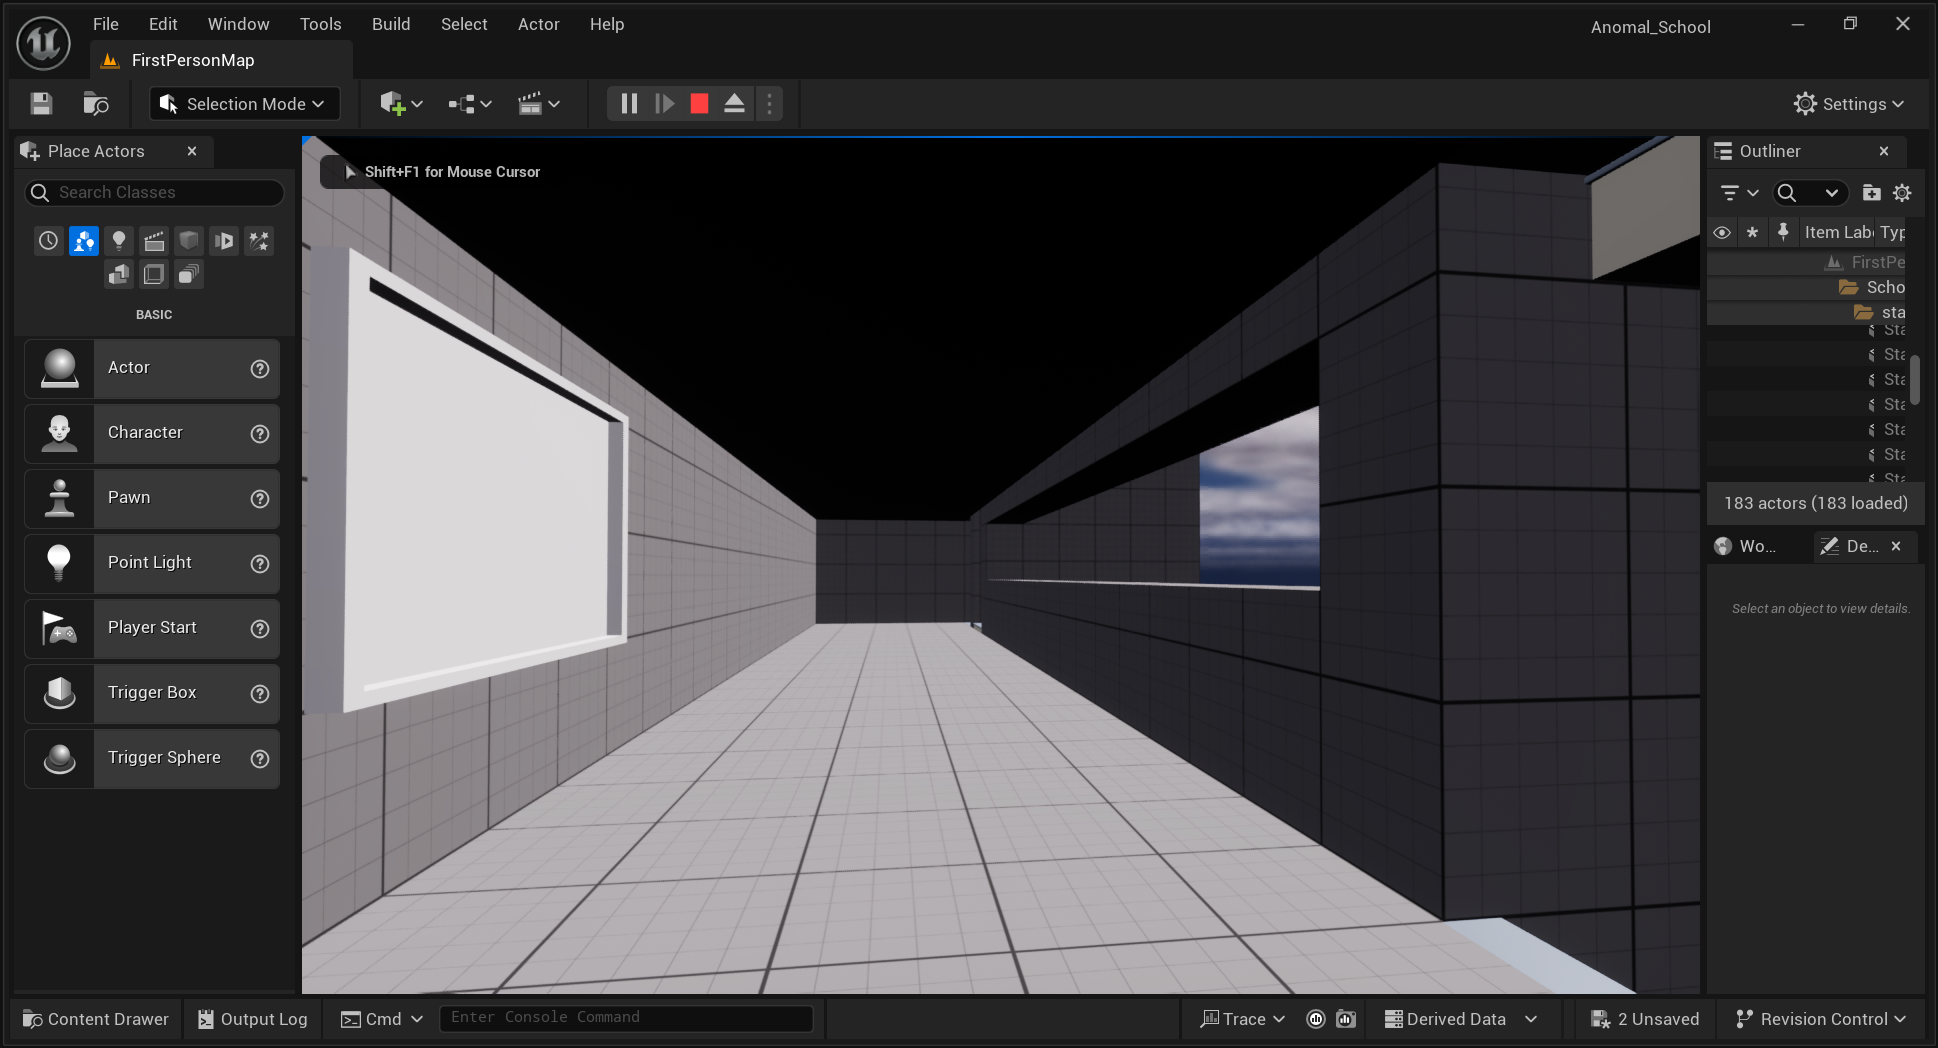 File Edit Window Tools Build Select Actor Help
Anomal_School
FirstPersonMap
Selection Mode
Settings
Place Actors
Shift+F1 for Mouse Cursor
Outliner
Search Classes
Item Lab Typ
FirstPe
Scho
sta
Sta
Sta
Sta
Sta
Sta
Sta
Sta
BASIC
Actor
Character
Pawn
Point Light
Player Start
Trigger Box
Trigger Sphere
183 actors (183 loaded)
Wo... De...
Select an object to view details.
Content Drawer Output Log Cmd Enter Console Command Trace Derived Data 2 Unsaved Revision Control